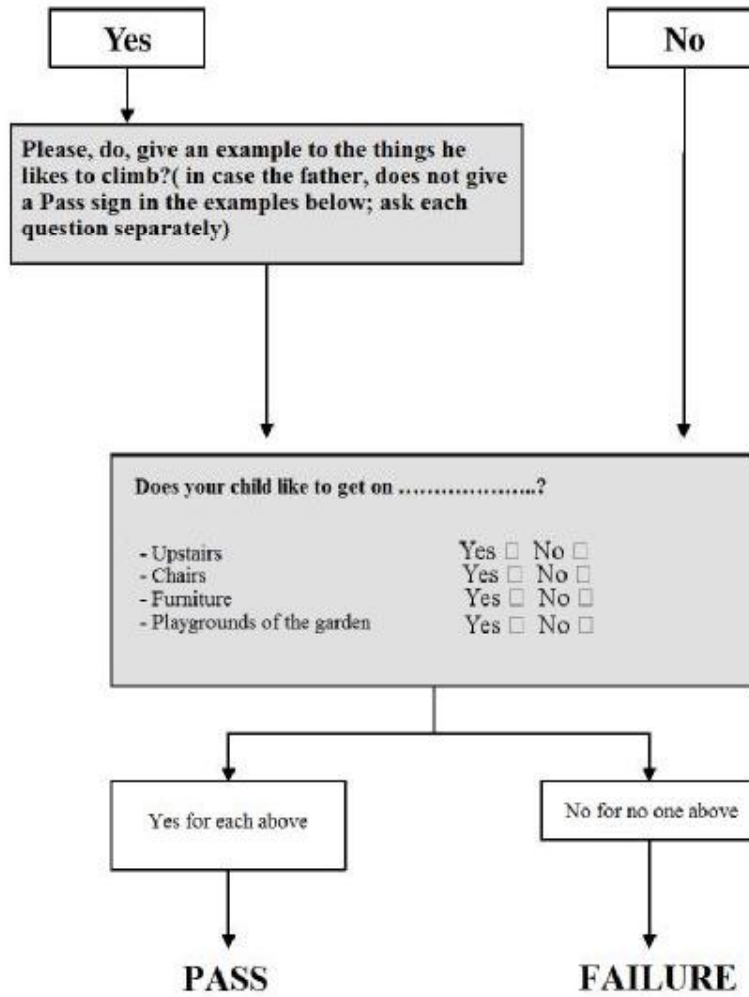 Yes
No
Please, do, give an example to the things he
likes to climb?( in case the father, does not give
a Pass sign in the examples below; ask each
question separately)
Does your child like to get on …………………..?
- Upstairs Yes □ No □
- Chairs Yes □ No □
- Furniture Yes □ No □
- Playgrounds of the garden Yes □ No □
Yes for each above
No for no one above
PASS
FAILURE